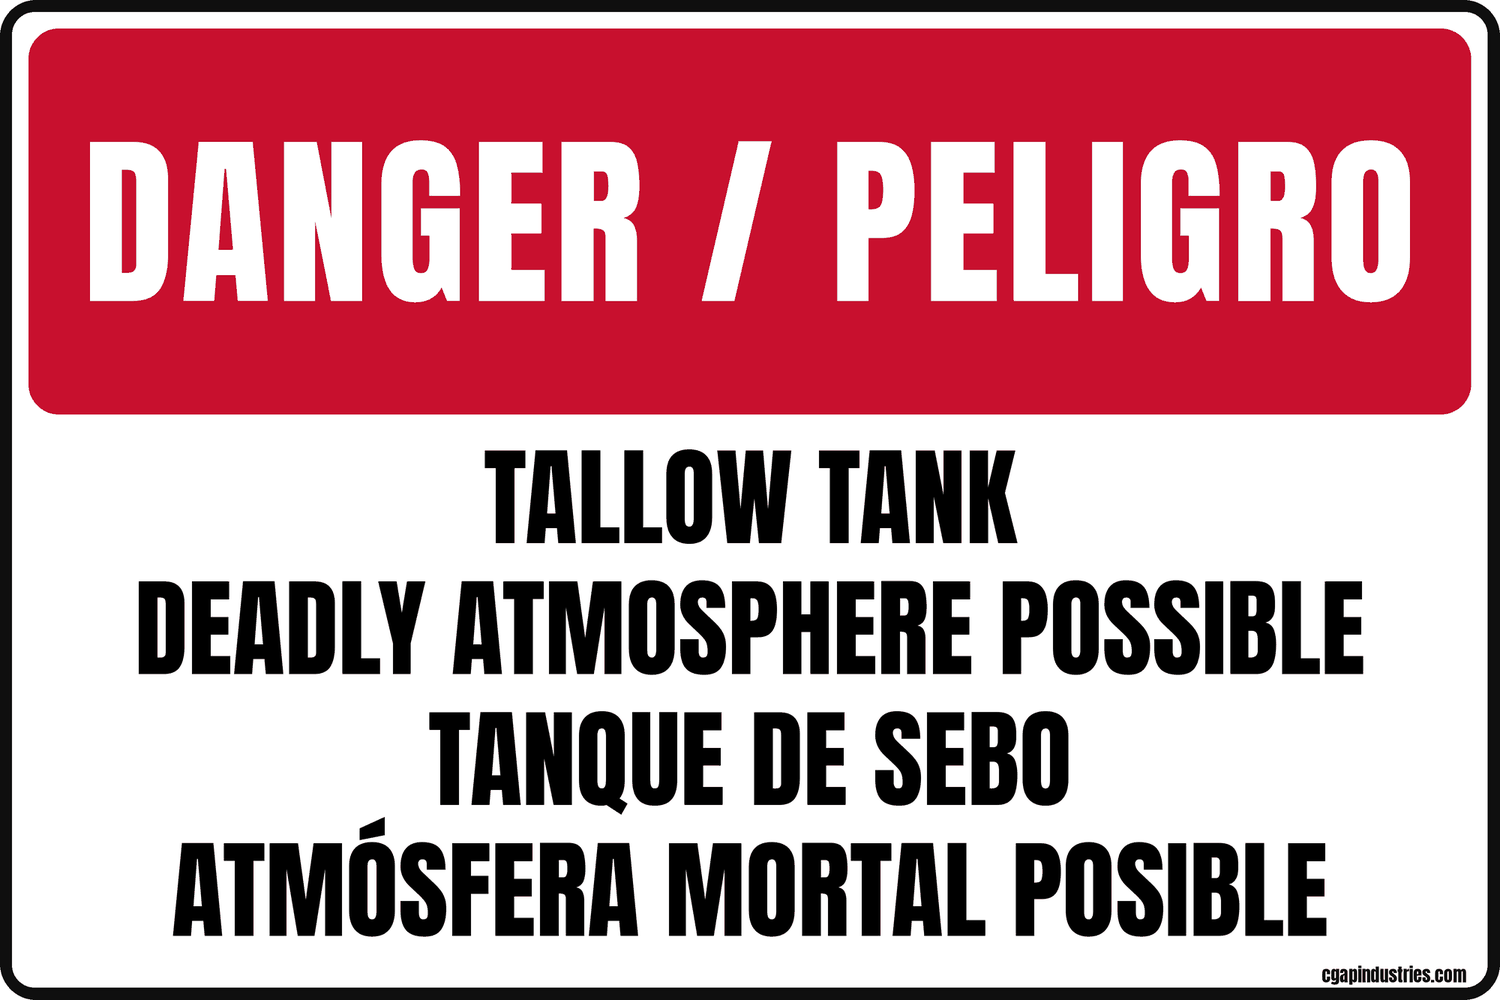 DANGER / PELIGRO
TALLOW TANK
DEADLY ATMOSPHERE POSSIBLE
TANQUE DE SEBO
ATMÓSFERA MORTAL POSIBLE
cgapindustries.com